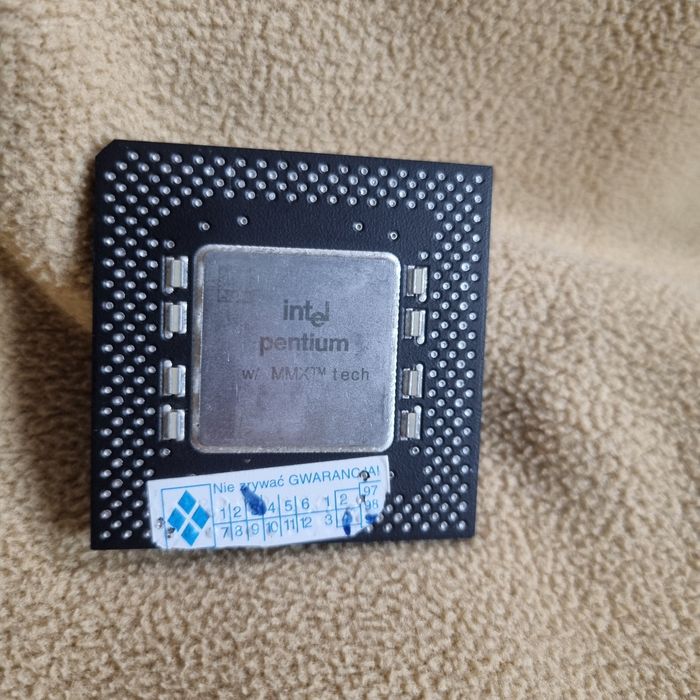 intel
pentium
w/ MMX™ tech
Nie zrywać GWARANCJA!
1 2 4 5 6 1 2 97
7 8 9 10 11 12 3 98